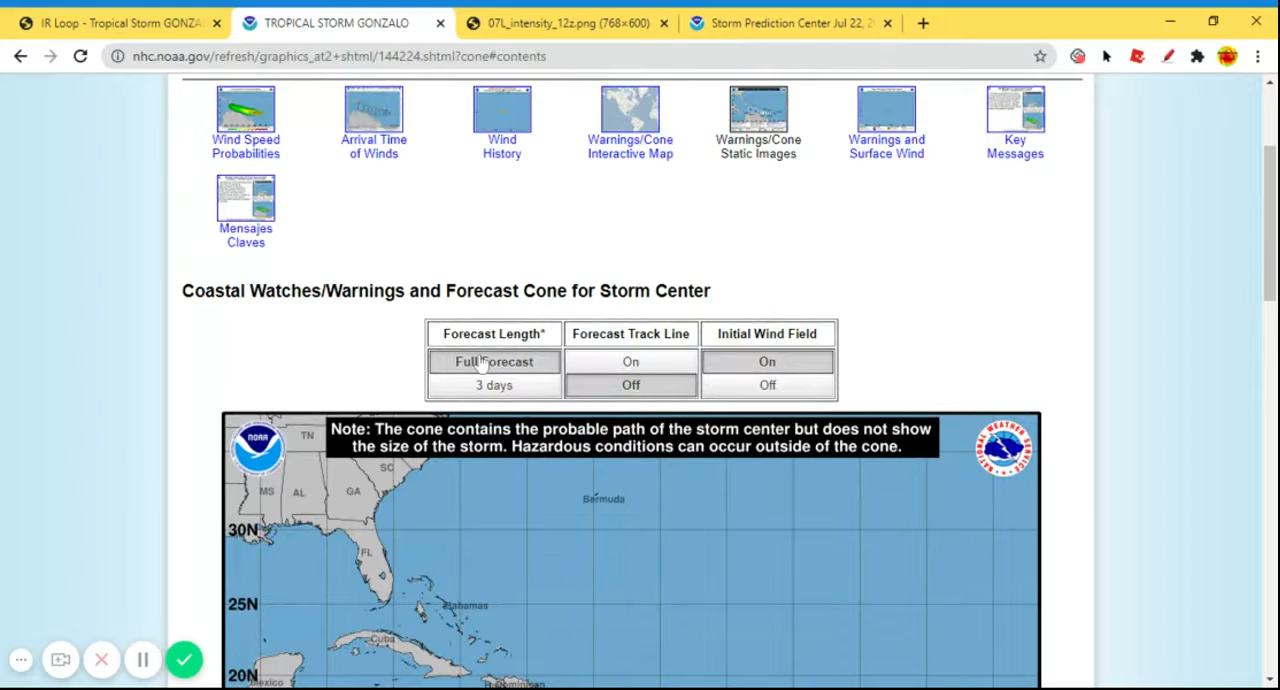 IR Loop - Tropical Storm GONZA
TROPICAL STORM GONZALO
07L_intensity_12z.png (768×600)
Storm Prediction Center Jul 22, 2
nhc.noaa.gov/refresh/graphics_at2+shtml/144224.shtml?cone#contents
Wind Speed
Probabilities
Arrival Time
of Winds
Wind
History
Warnings/Cone
Interactive Map
Warnings/Cone
Static Images
Warnings and
Surface Wind
Key
Messages
Mensajes
Claves
Coastal Watches/Warnings and Forecast Cone for Storm Center
Forecast Length* Forecast Track Line Initial Wind Field
Full Forecast On On
3 days Off Off
Note: The cone contains the probable path of the storm center but does not show
the size of the storm. Hazardous conditions can occur outside of the cone.
NOAA
NATIONAL WEATHER SERVICE
TN
SC
MS AL GA
Bermuda
30N
FL
25N
Bahamas
Cuba
20N
Mexico